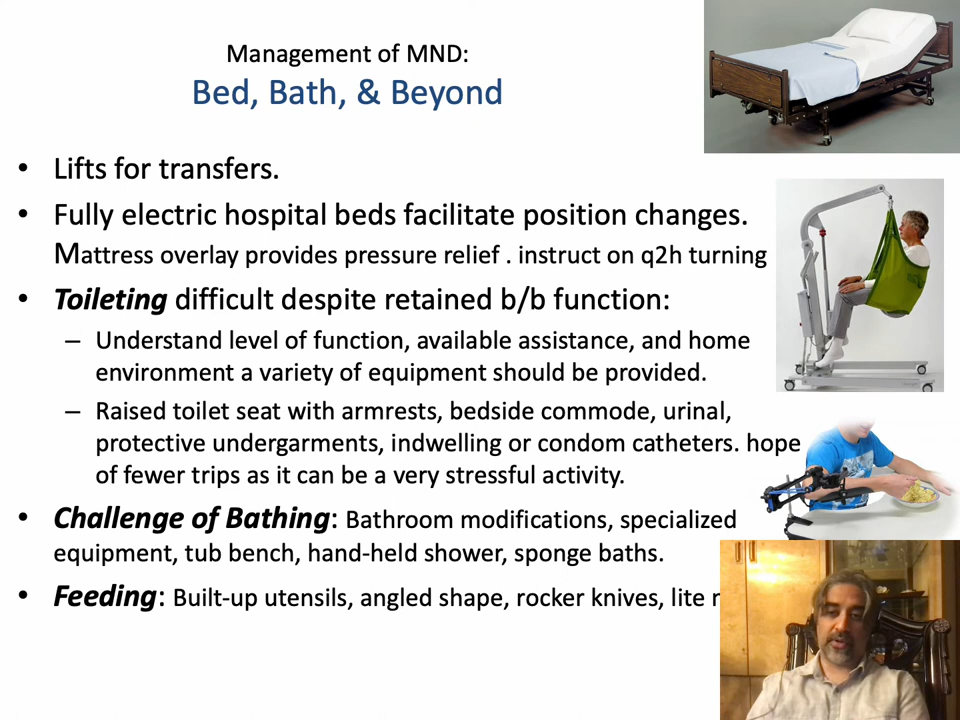 Management of MND:
Bed, Bath, & Beyond
• Lifts for transfers.
• Fully electric hospital beds facilitate position changes.
Mattress overlay provides pressure relief . instruct on q2h turning
• Toileting difficult despite retained b/b function:
– Understand level of function, available assistance, and home
environment a variety of equipment should be provided.
– Raised toilet seat with armrests, bedside commode, urinal,
protective undergarments, indwelling or condom catheters. hope
of fewer trips as it can be a very stressful activity.
• Challenge of Bathing: Bathroom modifications, specialized
equipment, tub bench, hand-held shower, sponge baths.
• Feeding: Built-up utensils, angled shape, rocker knives, lite